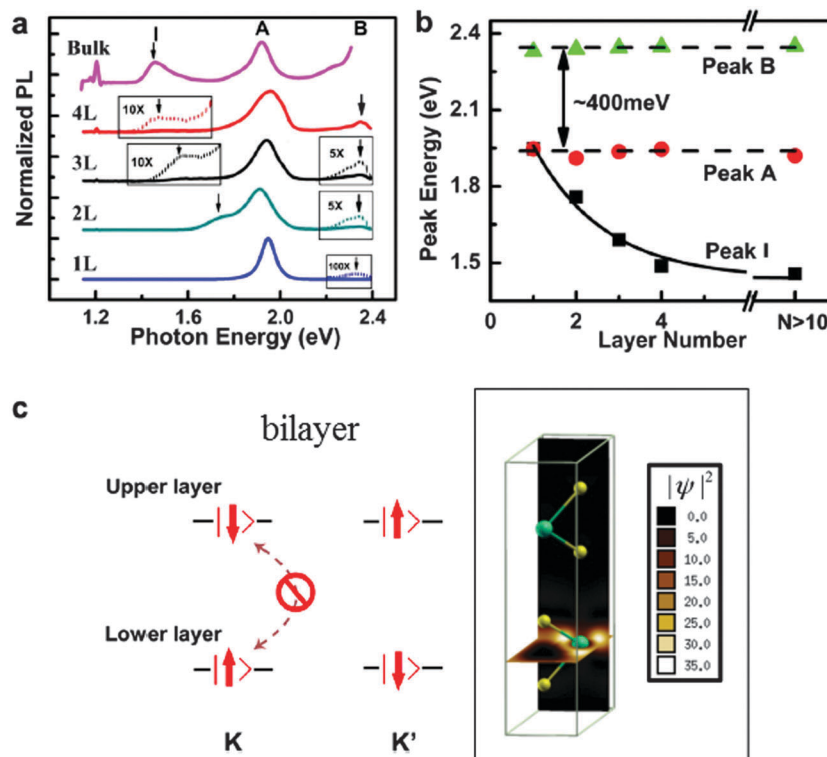 a
I
A
B
Bulk
4L
10X
3L
10X
5X
2L
5X
1L
100X
Normalized PL
1.2
1.6
2.0
2.4
Photon Energy (eV)
b
2.4
2.1
1.8
1.5
Peak Energy (eV)
Peak B
~400meV
Peak A
Peak I
0
2
4
6
N>10
Layer Number
c
bilayer
Upper layer
Lower layer
K
K’
|ψ|²
0.0
5.0
10.0
15.0
20.0
25.0
30.0
35.0